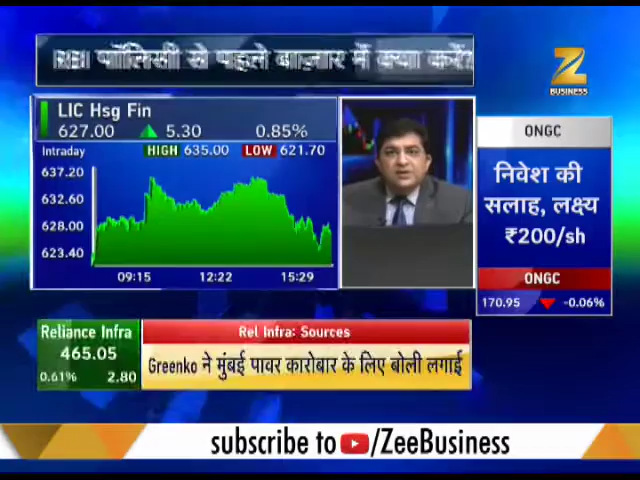 RBI पॉलिसी से पहले बाज़ार में क्या करें?
Z
BUSINESS
LIC Hsg Fin
627.00 5.30 0.85%
Intraday HIGH 635.00 LOW 621.70
637.20
632.60
628.00
623.40
09:15 12:22 15:29
ONGC
निवेश की
सलाह, लक्ष्य
₹200/sh
ONGC
170.95 -0.06%
Reliance Infra
465.05
0.61% 2.80
Rel Infra: Sources
Greenko ने मुंबई पावर कारोबार के लिए बोली लगाई
subscribe to /ZeeBusiness